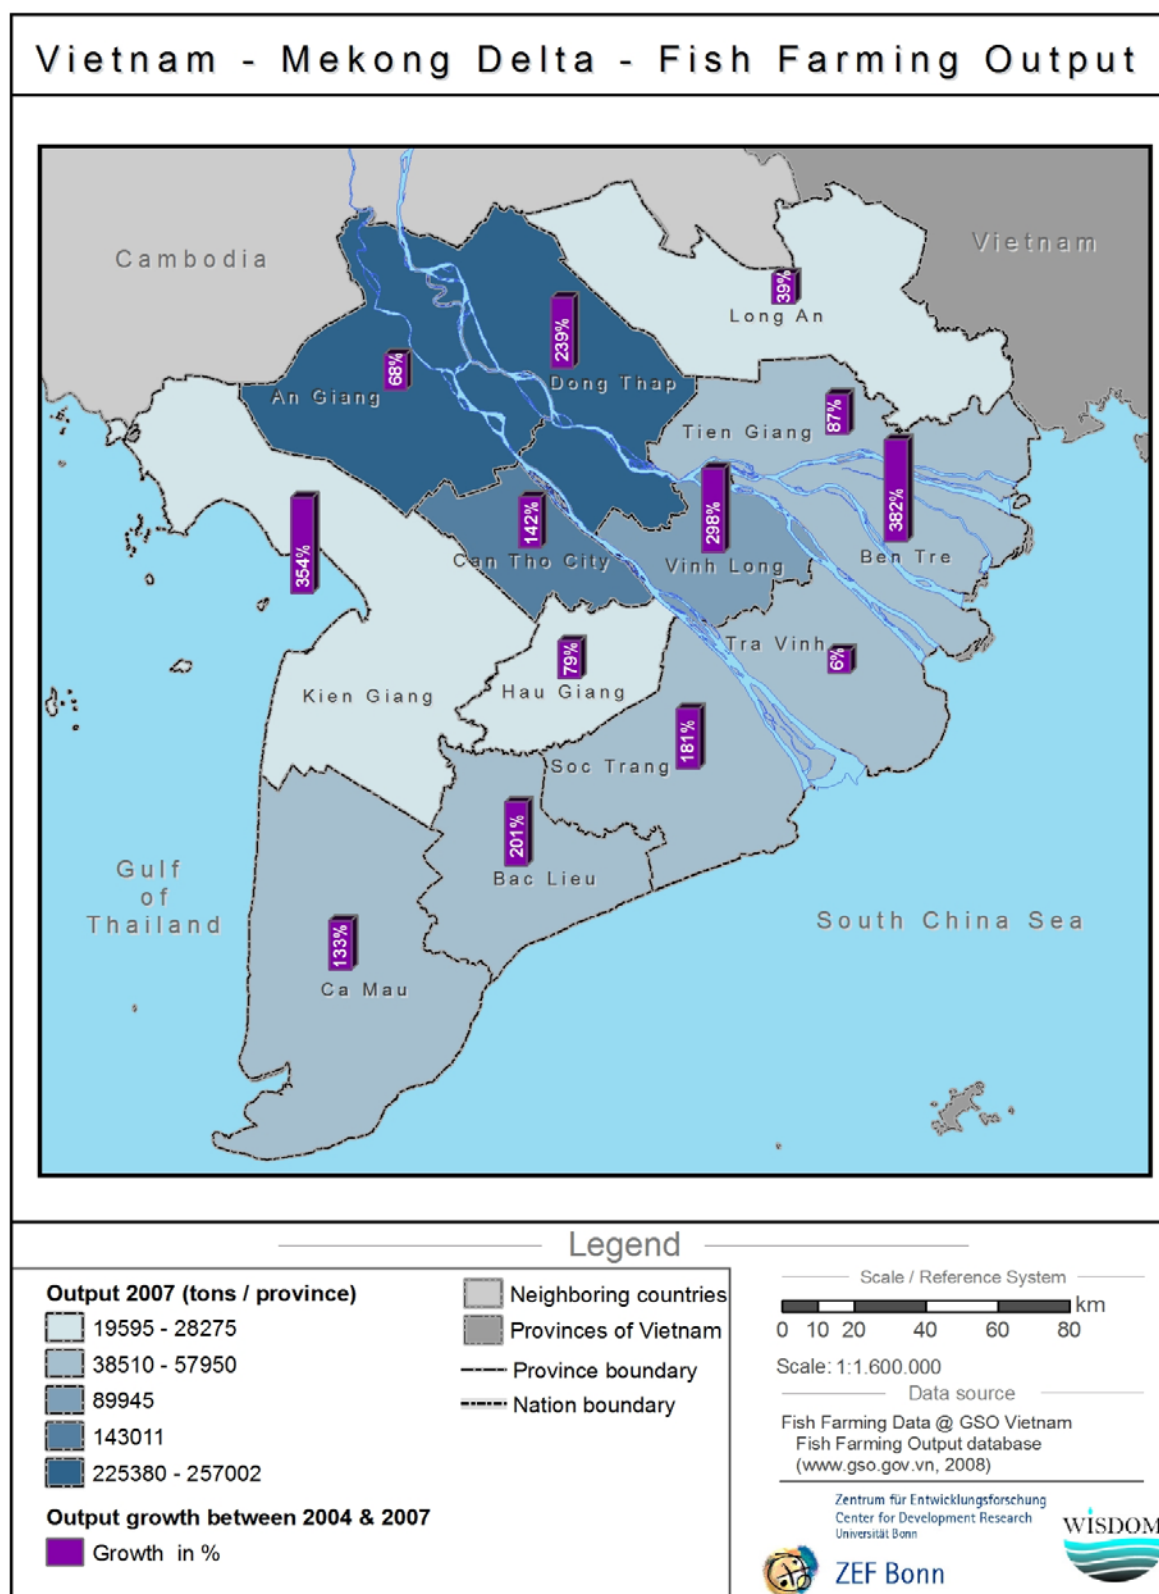 Vietnam - Mekong Delta - Fish Farming Output
Cambodia
Vietnam
39%
Long An
239%
Dong Thap
68%
An Giang
87%
Tien Giang
382%
Ben Tre
298%
Vinh Long
142%
Can Tho City
354%
Kien Giang
Tra Vinh
6%
79%
Hau Giang
181%
Soc Trang
201%
Bac Lieu
133%
Ca Mau
Gulf
of
Thailand
South China Sea
Legend
Output 2007 (tons / province)
19595 - 28275
38510 - 57950
89945
143011
225380 - 257002
Output growth between 2004 & 2007
Growth in %
Neighboring countries
Provinces of Vietnam
Province boundary
Nation boundary
Scale / Reference System
km
0 10 20 40 60 80
Scale: 1:1.600.000
Data source
Fish Farming Data @ GSO Vietnam
Fish Farming Output database
(www.gso.gov.vn, 2008)
Zentrum für Entwicklungsforschung
Center for Development Research
Universität Bonn
ZEF Bonn
WISDOM